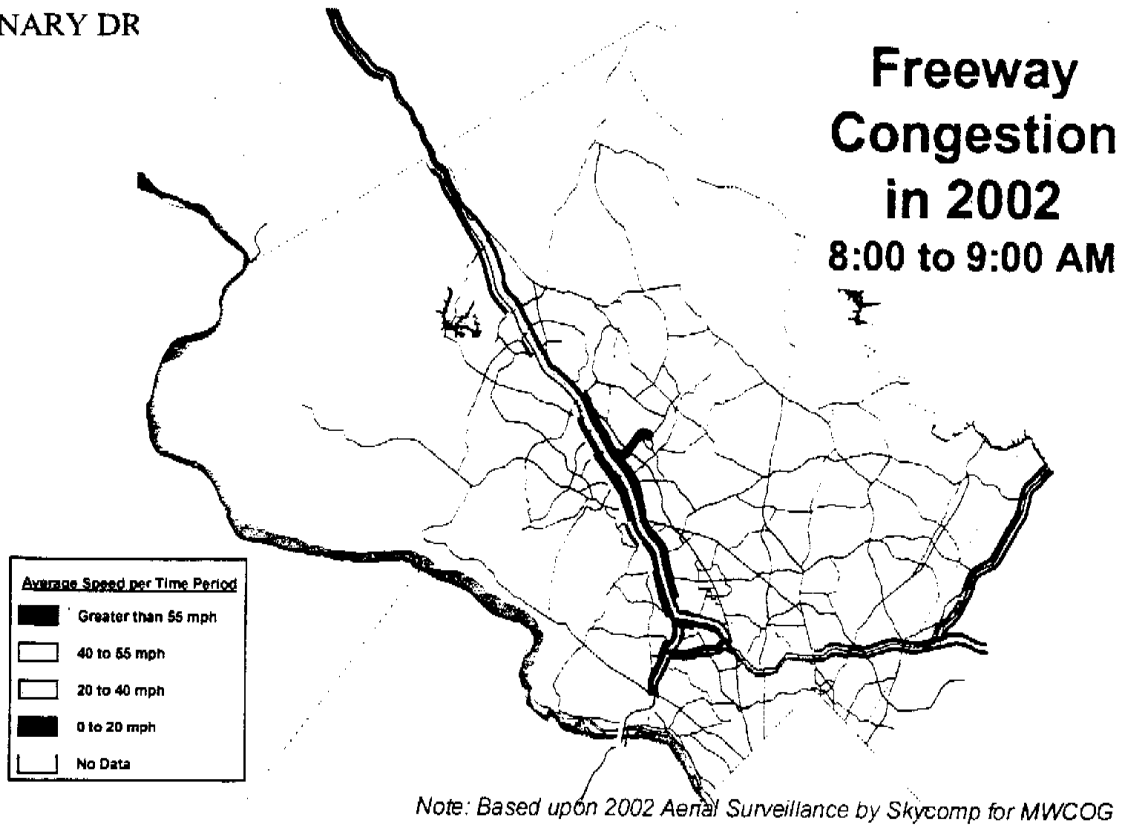 NARY DR
Freeway
Congestion
in 2002
8:00 to 9:00 AM
Average Speed per Time Period
Greater than 55 mph
40 to 55 mph
20 to 40 mph
0 to 20 mph
No Data
Note: Based upon 2002 Aerial Surveillance by Skycomp for MWCOG